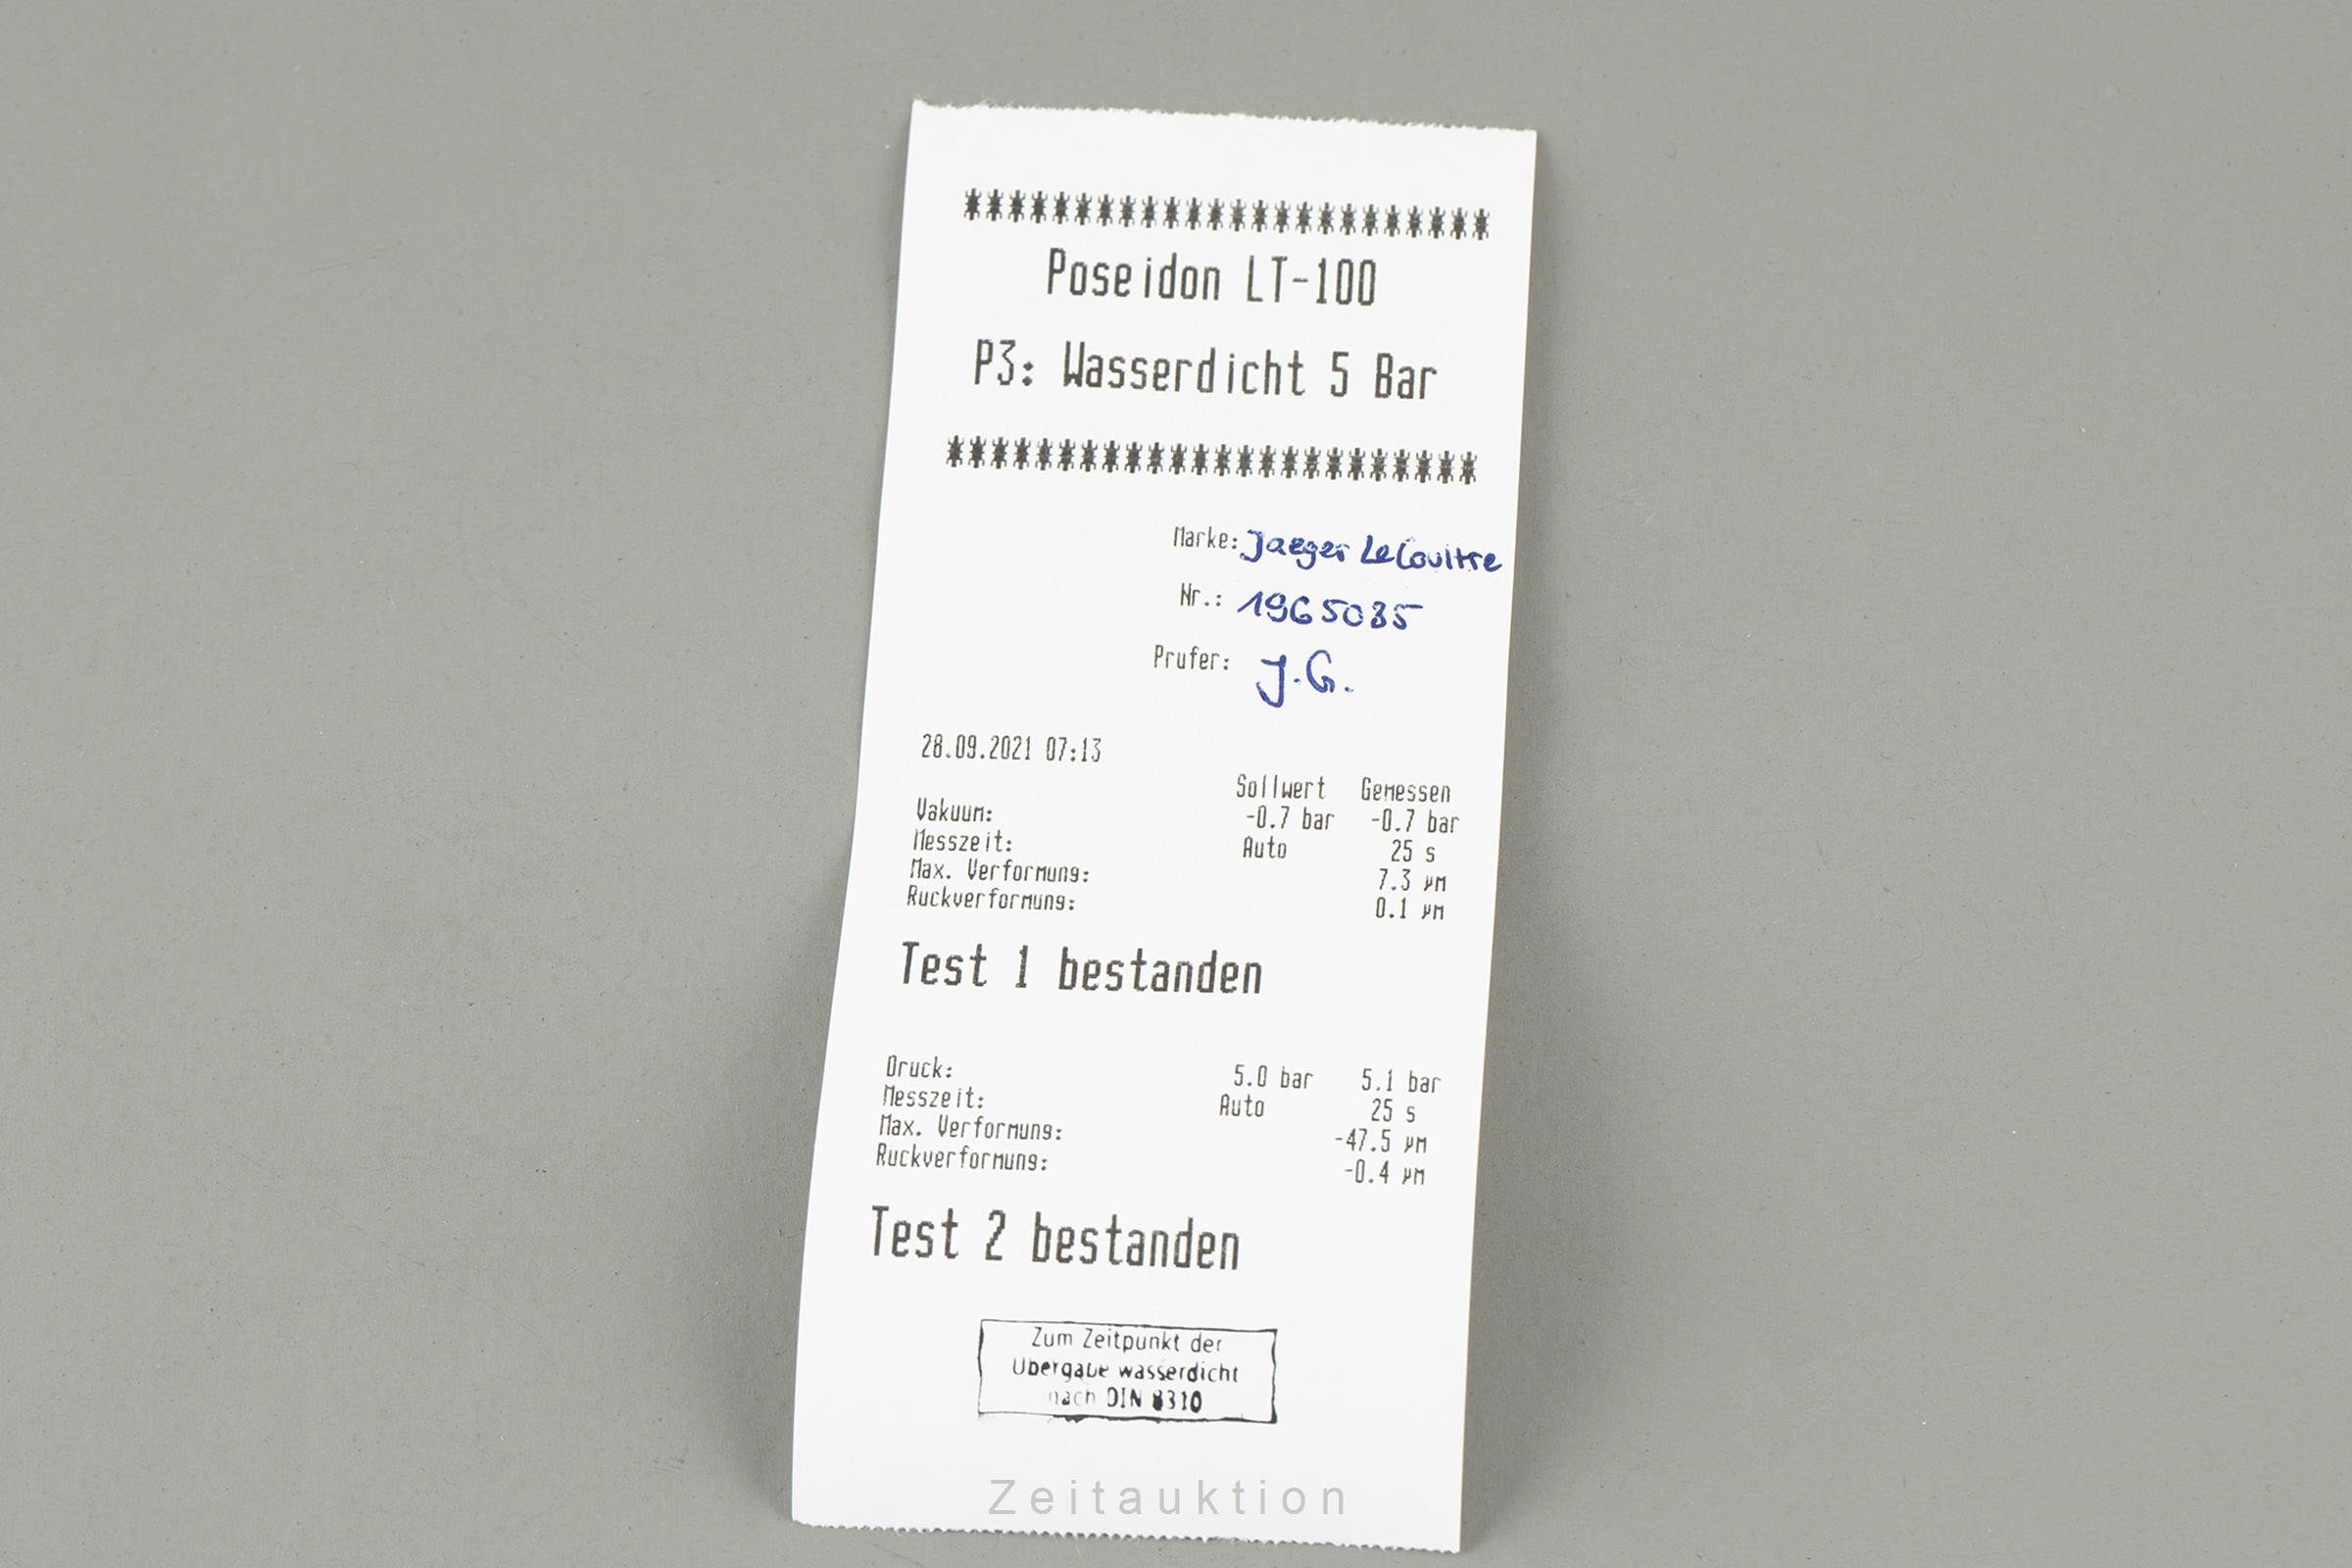 ************************
Poseidon LT-100
P3: Wasserdicht 5 Bar
************************
Marke: Jaeger LeCoultre
Nr.: 1965035
Prufer: J.G.
28.09.2021 07:13
Sollwert Gemessen
Vakuum: -0.7 bar -0.7 bar
Messzeit: Auto 25 s
Max. Verformung: 7.3 µm
Ruckverformung: 0.1 µm
Test 1 bestanden
Druck: 5.0 bar 5.1 bar
Messzeit: Auto 25 s
Max. Verformung: -47.5 µm
Ruckverformung: -0.4 µm
Test 2 bestanden
Zum Zeitpunkt der
Übergabe wasserdicht
nach DIN 8310
Zeitauktion